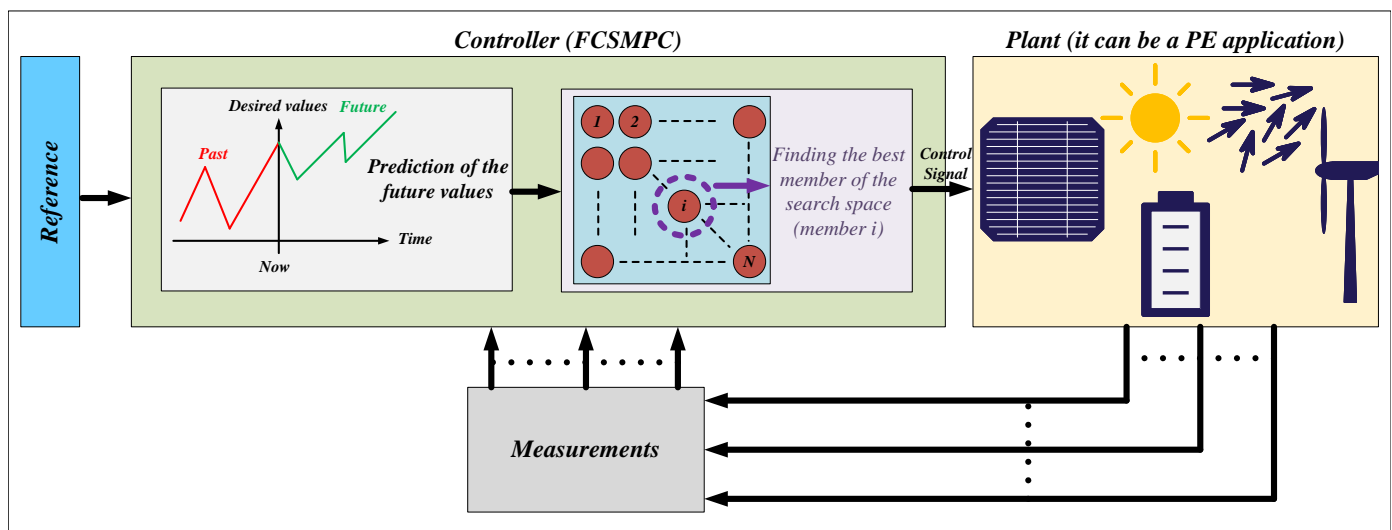 Controller (FCSMPC)
Plant (it can be a PE application)
Reference
Desired values
Future
Past
Prediction of the
future values
Time
Now
1
2
i
N
Finding the best
member of the
search space
(member i)
Control
Signal
Measurements